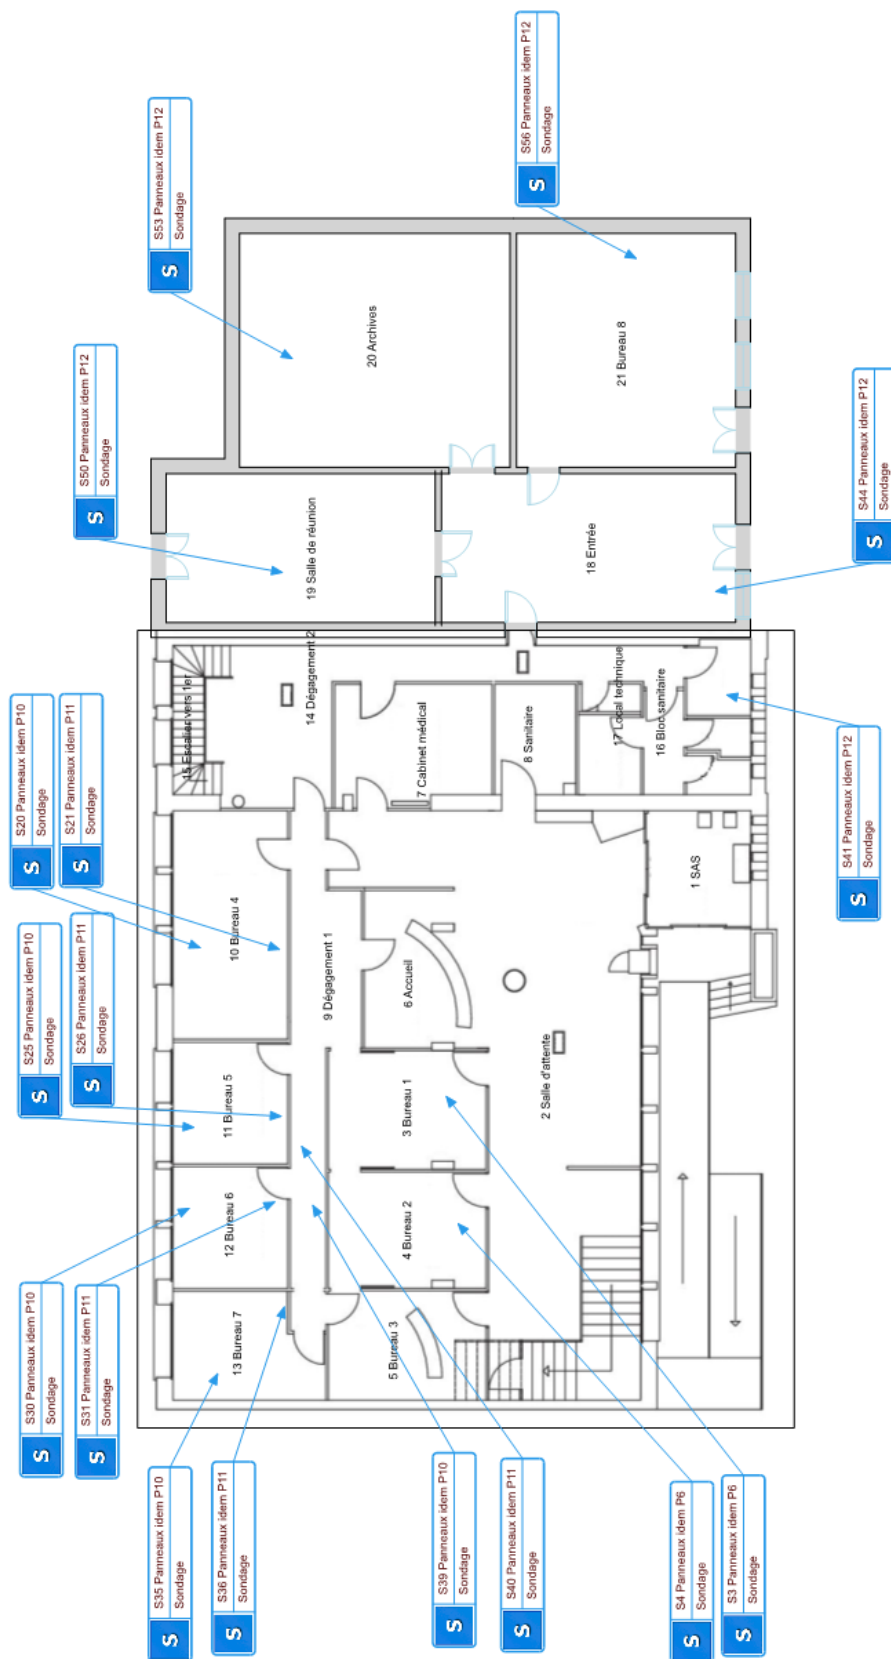 S53 Panneaux idem P12
Sondage
S
S56 Panneaux idem P12
Sondage
S
S50 Panneaux idem P12
Sondage
S
S44 Panneaux idem P12
Sondage
S
20 Archives
21 Bureau 8
19 Salle de réunion
18 Entrée
S20 Panneaux idem P10
Sondage
S
S21 Panneaux idem P11
Sondage
S
15 Escalier vers 1er
14 Dégagement 2
7 Cabinet médical
8 Sanitaire
17 Local technique
16 Bloc sanitaire
S41 Panneaux idem P12
Sondage
S
S25 Panneaux idem P10
Sondage
S
S26 Panneaux idem P11
Sondage
S
10 Bureau 4
9 Dégagement 1
6 Accueil
1 SAS
11 Bureau 5
3 Bureau 1
2 Salle d'attente
12 Bureau 6
4 Bureau 2
13 Bureau 7
5 Bureau 3
S30 Panneaux idem P10
Sondage
S
S31 Panneaux idem P11
Sondage
S
S35 Panneaux idem P10
Sondage
S
S36 Panneaux idem P11
Sondage
S
S39 Panneaux idem P10
Sondage
S
S40 Panneaux idem P11
Sondage
S
S4 Panneaux idem P6
Sondage
S
S3 Panneaux idem P6
Sondage
S